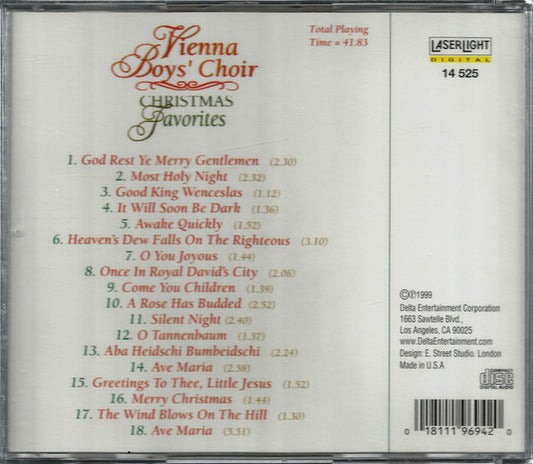 Vienna
Boys' Choir
CHRISTMAS
Favorites
Total Playing
Time = 41.83
LASERLIGHT
DIGITAL
14 525
1. God Rest Ye Merry Gentlemen (2.30)
2. Most Holy Night (2.32)
3. Good King Wenceslas (1.12)
4. It Will Soon Be Dark (1.36)
5. Awake Quickly (1.52)
6. Heaven's Dew Falls On The Righteous (3.10)
7. O You Joyous (1.44)
8. Once In Royal David's City (2.06)
9. Come You Children (1.39)
10. A Rose Has Budded (2.52)
11. Silent Night (2.40)
12. O Tannenbaum (1.37)
13. Aba Heidschi Bumbeidschi (2.24)
14. Ave Maria (2.58)
15. Greetings To Thee, Little Jesus (1.52)
16. Merry Christmas (1.44)
17. The Wind Blows On The Hill (1.30)
18. Ave Maria (5.51)
©℗1999
Delta Entertainment Corporation
1663 Sawtelle Blvd.,
Los Angeles, CA 90025
www.DeltaEntertainment.com
Design: E. Street Studio. London
Made in U.S.A
COMPACT
disc
DIGITAL AUDIO
0 18111 96942 0